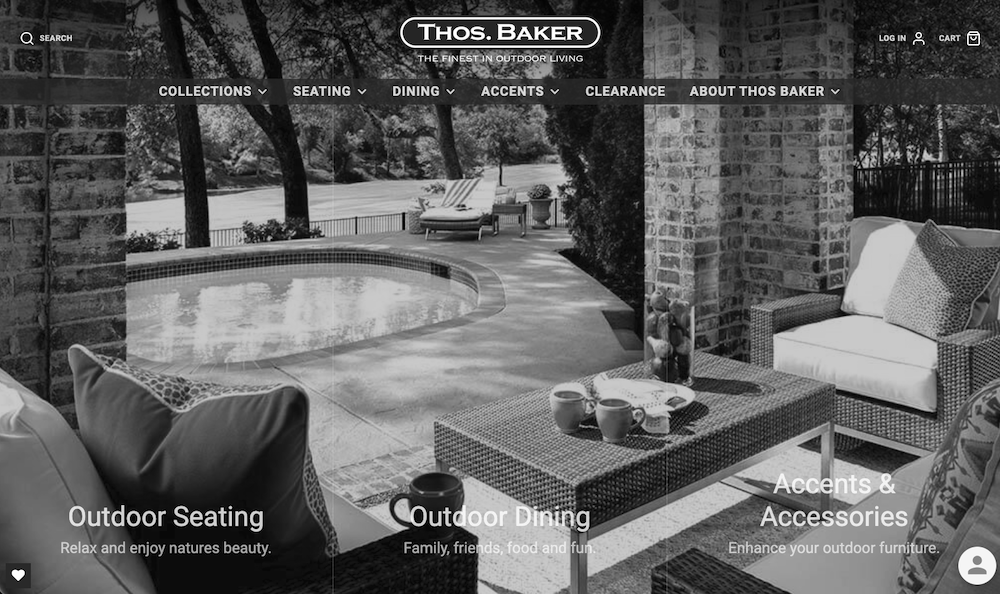 SEARCH
THOS. BAKER
THE FINEST IN OUTDOOR LIVING
LOG IN
CART
COLLECTIONS
SEATING
DINING
ACCENTS
CLEARANCE
ABOUT THOS BAKER
Outdoor Seating
Relax and enjoy natures beauty.
Outdoor Dining
Family, friends, food and fun.
Accents &
Accessories
Enhance your outdoor furniture.